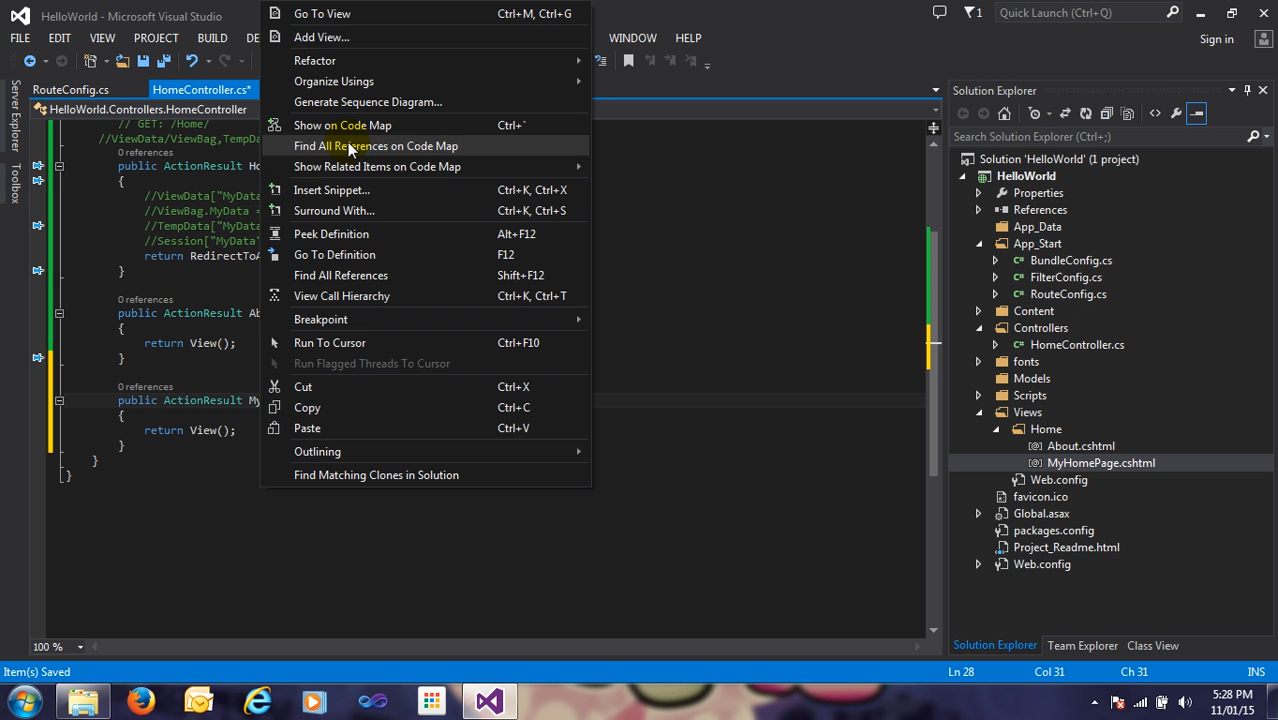 HelloWorld - Microsoft Visual Studio
1
Quick Launch (Ctrl+Q)
FILE EDIT VIEW PROJECT BUILD DE WINDOW HELP
Sign in
RouteConfig.cs
HomeController.cs*
HelloWorld.Controllers.HomeController
// GET: /Home/
//ViewData/ViewBag,TempDa
0 references
public ActionResult Ho
{
//ViewData["MyData
//ViewBag.MyData =
//TempData["MyData
//Session["MyData"
return RedirectToA
}
0 references
public ActionResult Ab
{
return View();
}
0 references
public ActionResult My
{
return View();
}
}
}
Server Explorer
Toolbox
Go To View Ctrl+M, Ctrl+G
Add View...
Refactor
Organize Usings
Generate Sequence Diagram...
Show on Code Map Ctrl+`
Find All References on Code Map
Show Related Items on Code Map
Insert Snippet... Ctrl+K, Ctrl+X
Surround With... Ctrl+K, Ctrl+S
Peek Definition Alt+F12
Go To Definition F12
Find All References Shift+F12
View Call Hierarchy Ctrl+K, Ctrl+T
Breakpoint
Run To Cursor Ctrl+F10
Run Flagged Threads To Cursor
Cut Ctrl+X
Copy Ctrl+C
Paste Ctrl+V
Outlining
Find Matching Clones in Solution
Solution Explorer
Search Solution Explorer (Ctrl+;)
Solution 'HelloWorld' (1 project)
HelloWorld
Properties
References
App_Data
App_Start
BundleConfig.cs
FilterConfig.cs
RouteConfig.cs
Content
Controllers
HomeController.cs
fonts
Models
Scripts
Views
Home
About.cshtml
MyHomePage.cshtml
Web.config
favicon.ico
Global.asax
packages.config
Project_Readme.html
Web.config
Solution Explorer Team Explorer Class View
100 %
Item(s) Saved Ln 28 Col 31 Ch 31 INS
5:28 PM
11/01/15